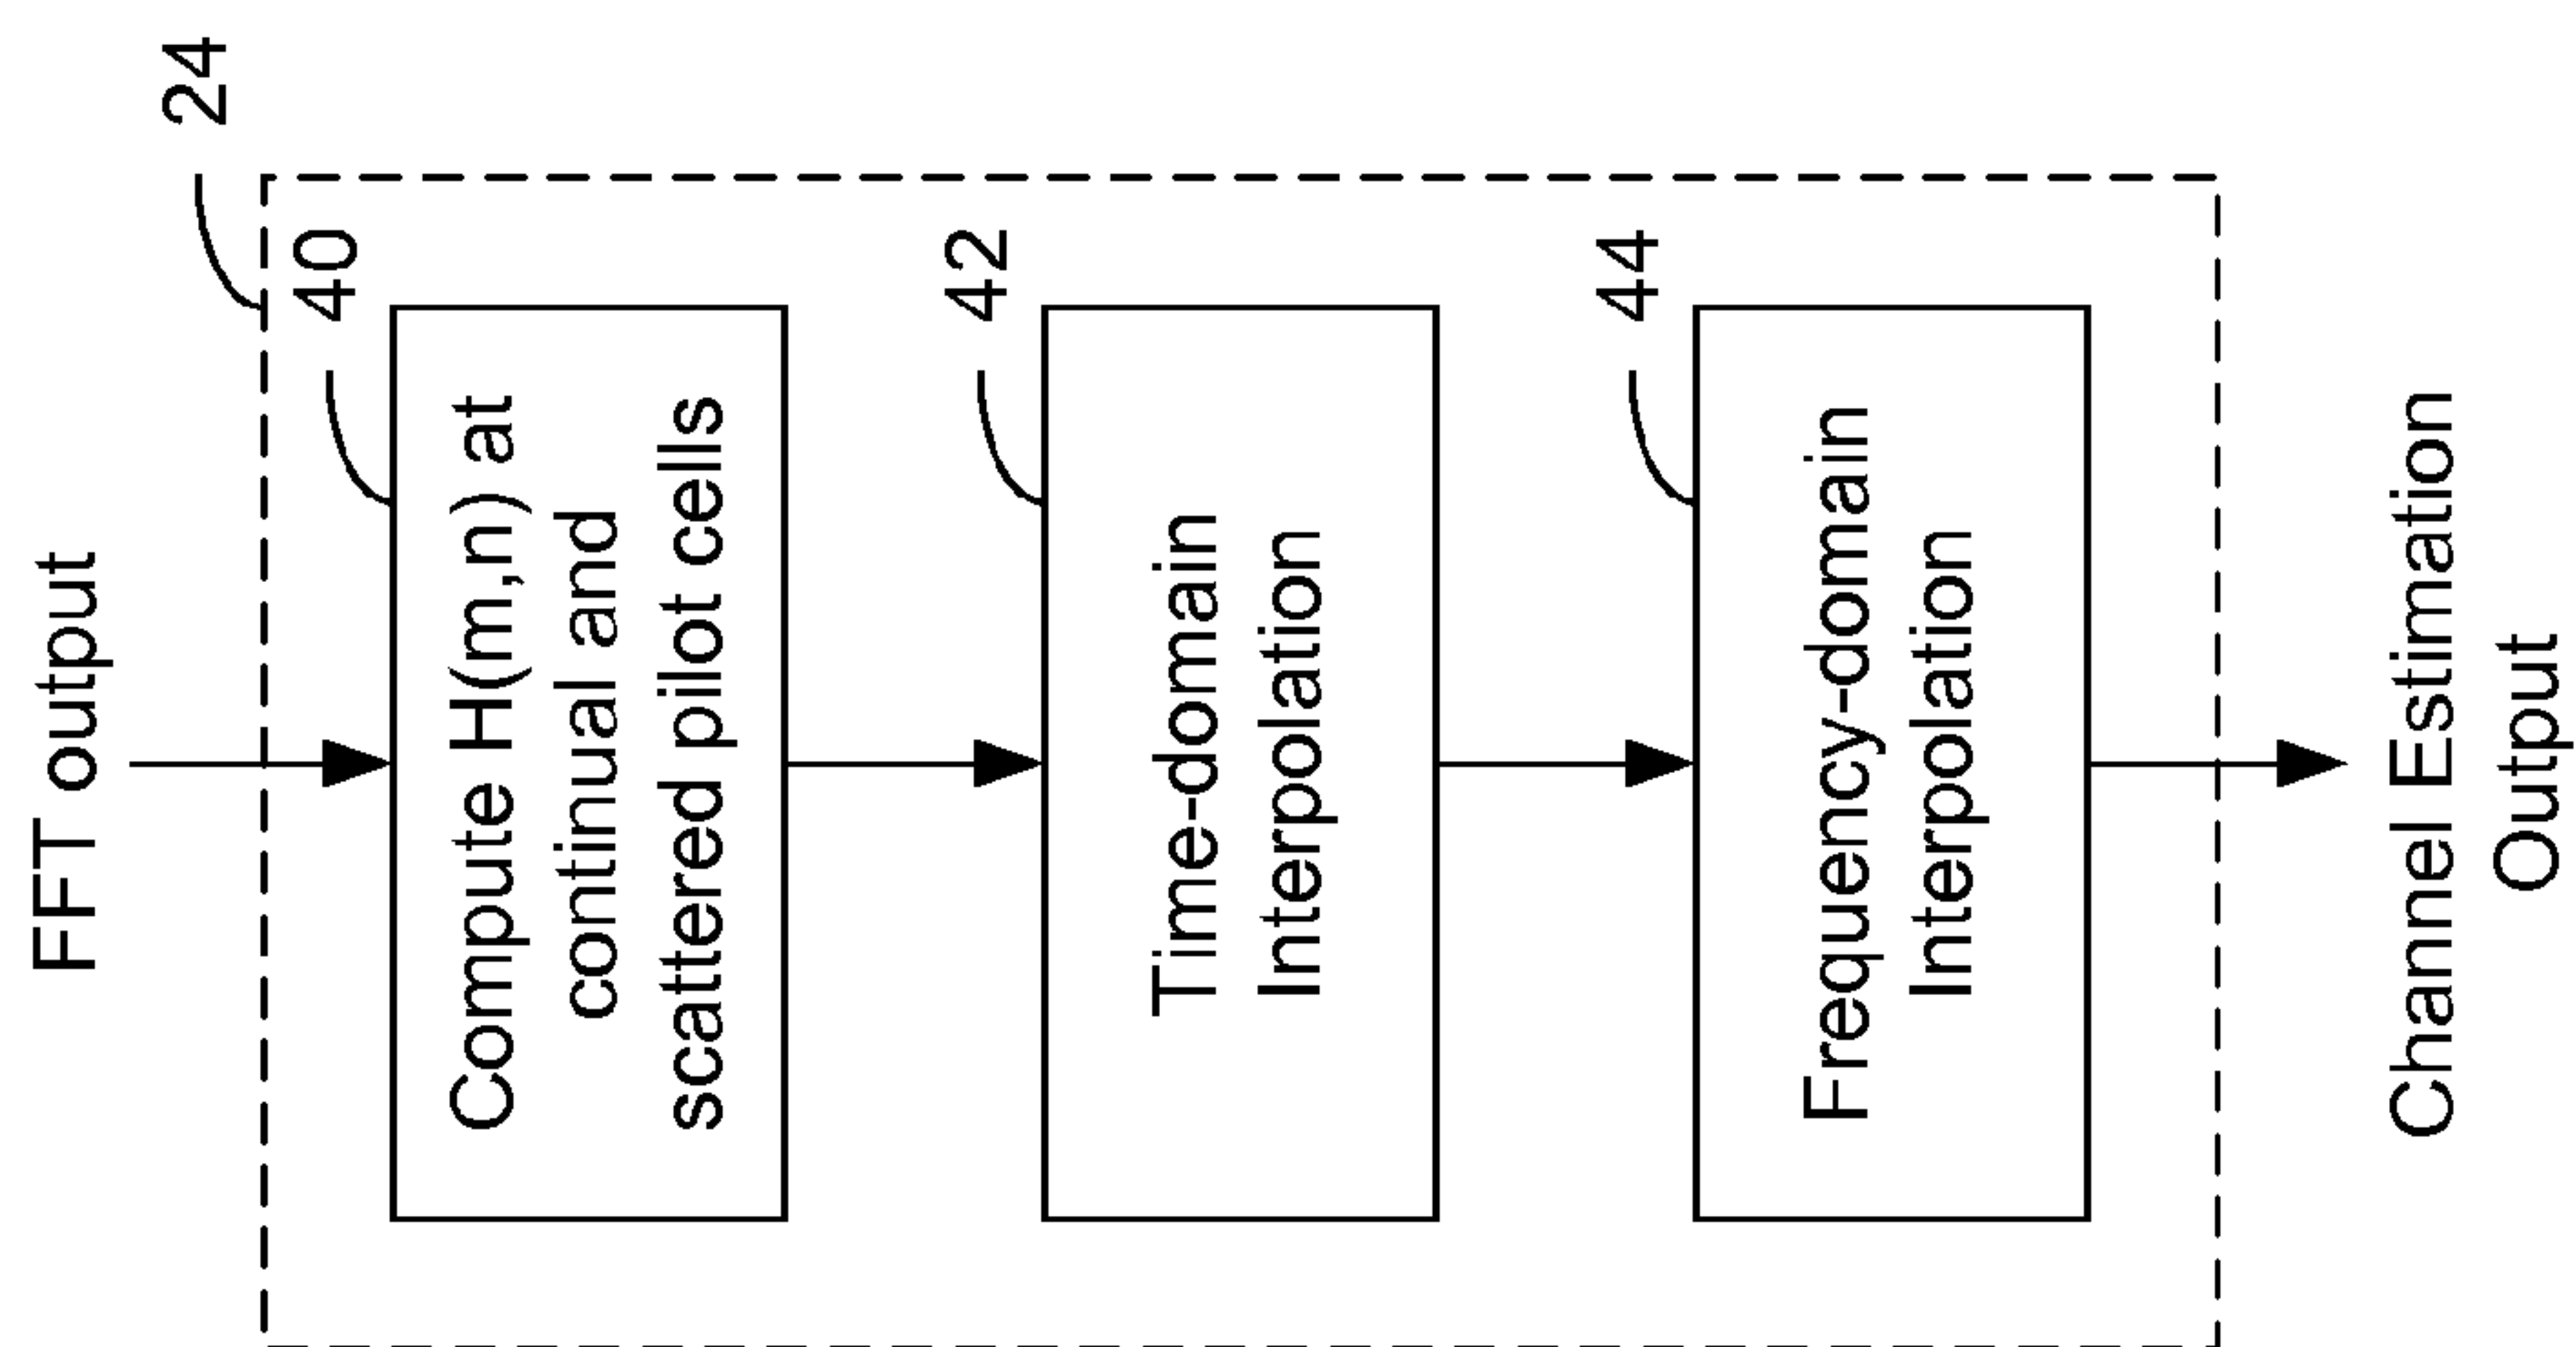 FFT output
24
40
Compute H(m,n) at
continual and
scattered pilot cells
42
Time-domain
Interpolation
44
Frequency-domain
Interpolation
Channel Estimation
Output